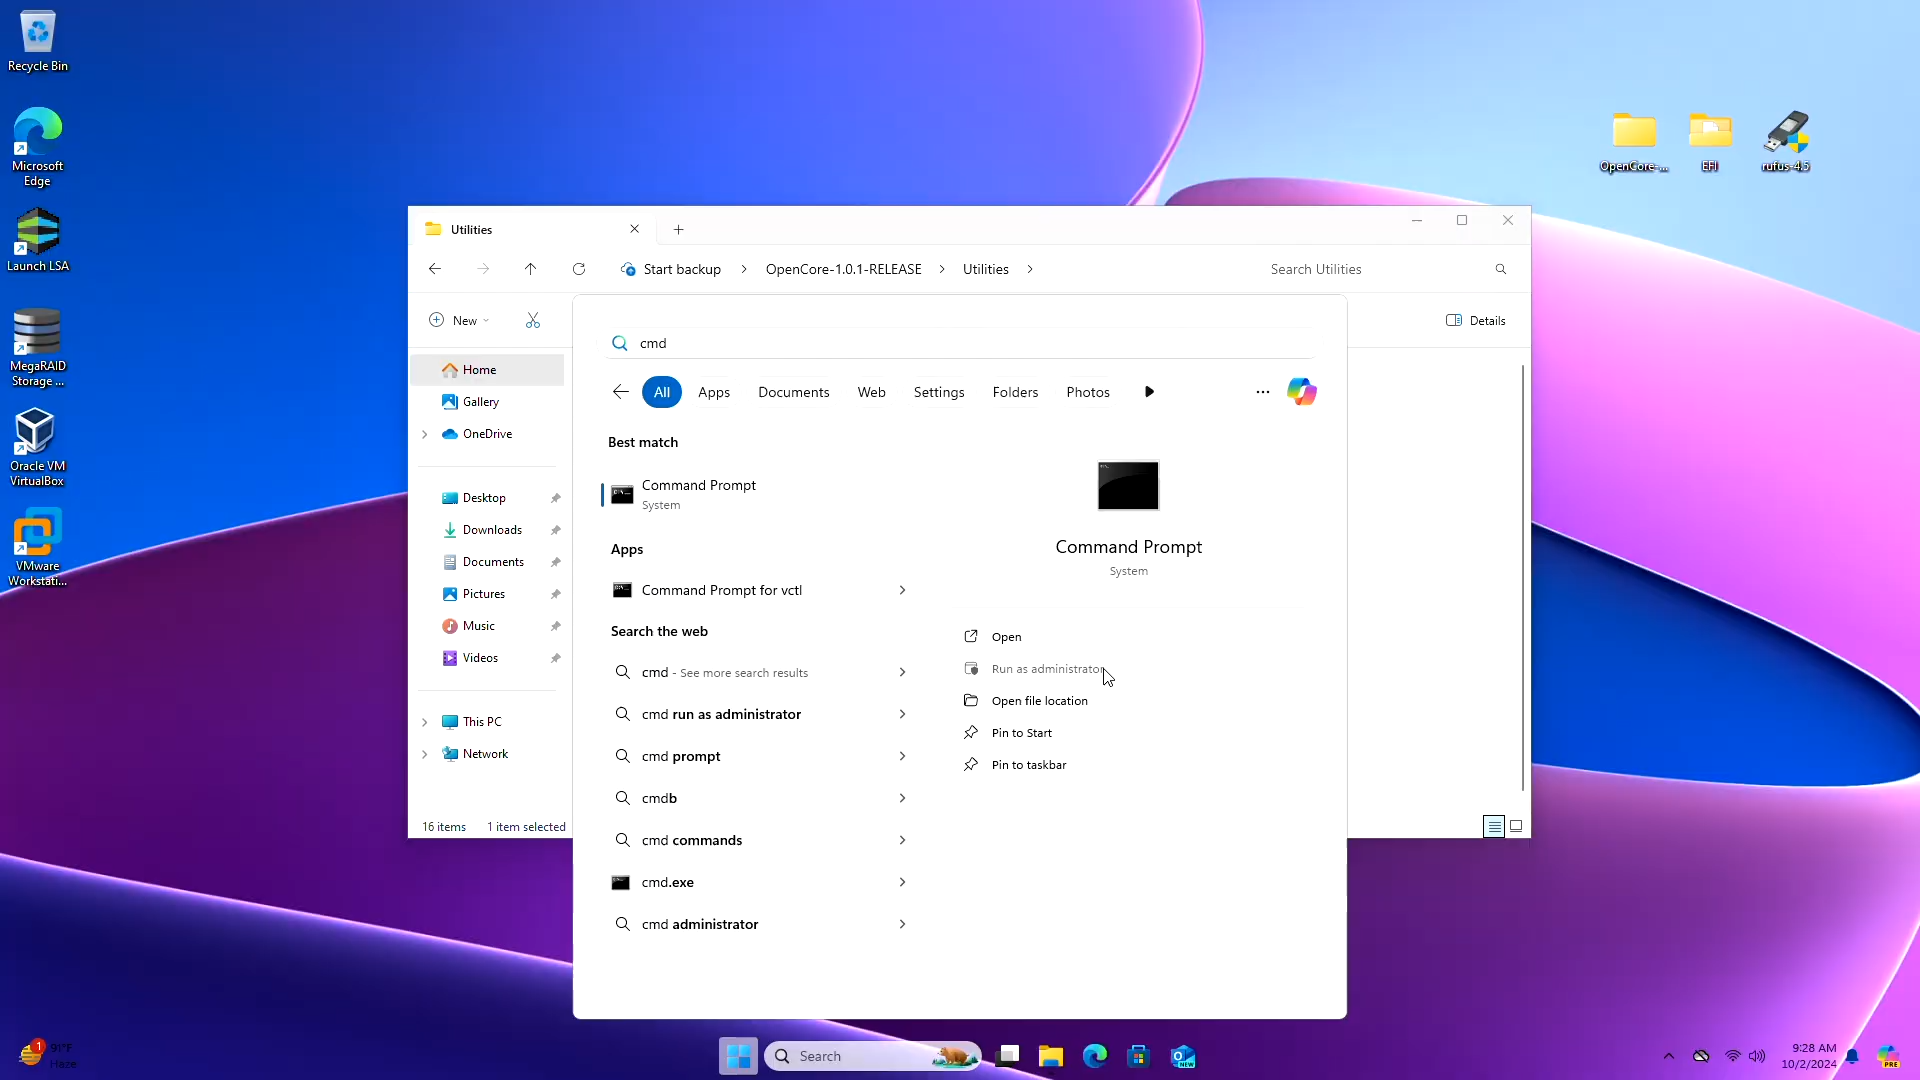 Recycle Bin
Microsoft
Edge
Launch LSA
MegaRAID
Storage ...
Oracle VM
VirtualBox
VMware
Workstati...
OpenCore-...
EFI
rufus-4.5
Utilities
Start backup
OpenCore-1.0.1-RELEASE
Utilities
Search Utilities
New
Details
Home
Gallery
OneDrive
Desktop
Downloads
Documents
Pictures
Music
Videos
This PC
Network
16 items
1 item selected
cmd
All
Apps
Documents
Web
Settings
Folders
Photos
Best match
Command Prompt
System
Apps
Command Prompt for vctl
Search the web
cmd - See more search results
cmd run as administrator
cmd prompt
cmdb
cmd commands
cmd.exe
cmd administrator
Command Prompt
System
Open
Run as administrator
Open file location
Pin to Start
Pin to taskbar
1
91°F
Haze
Search
NEW
9:28 AM
10/2/2024
PRE